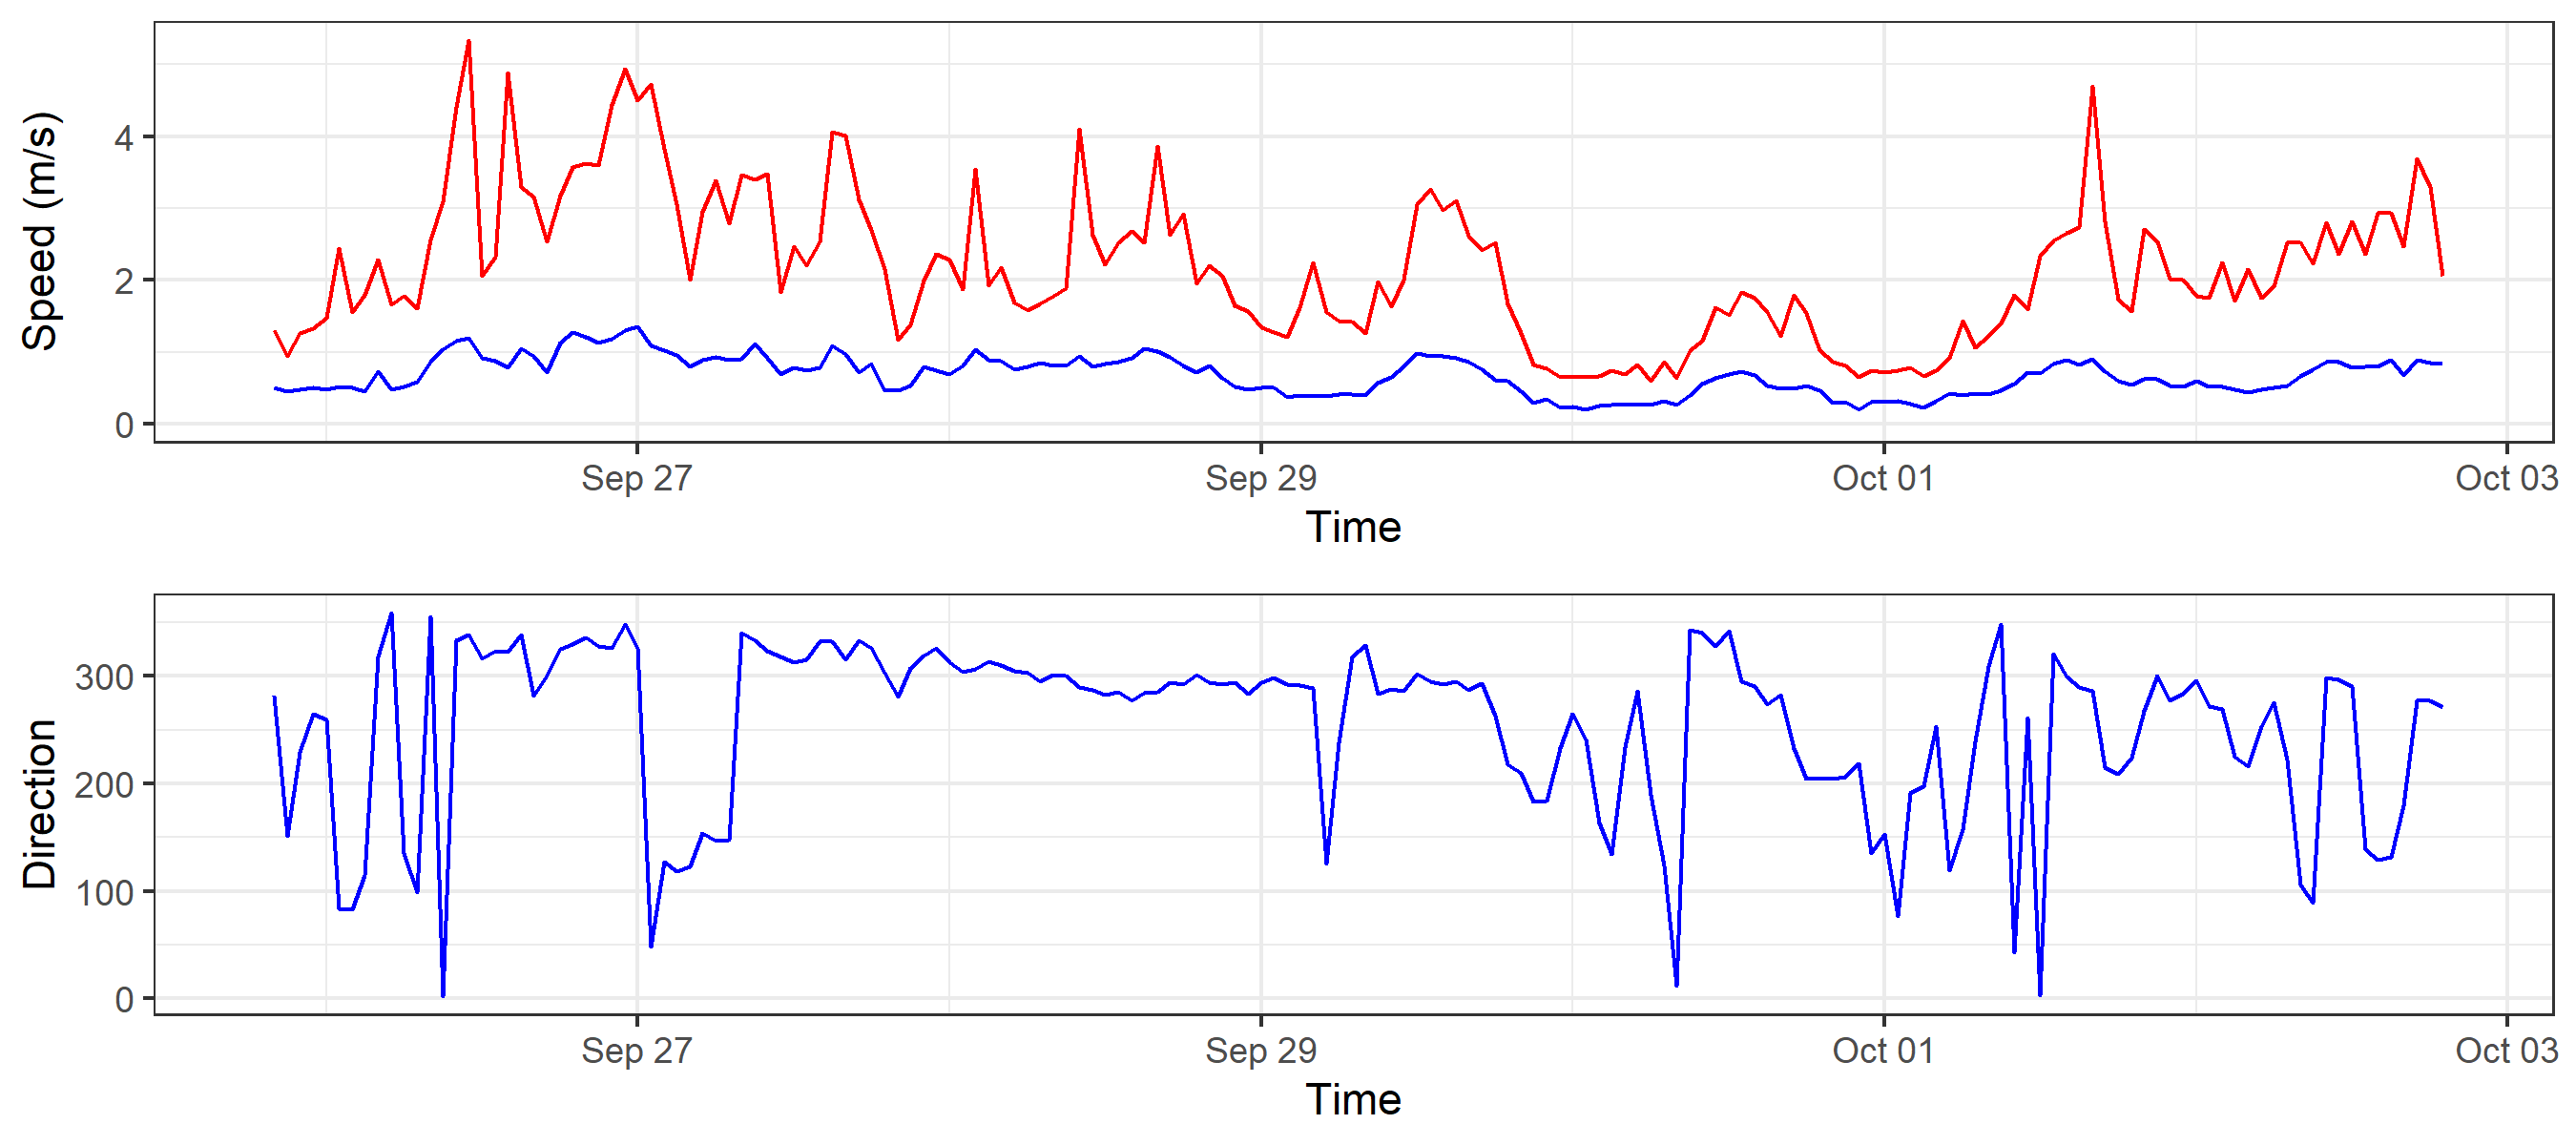 Speed (m/s)
4
2
0
Sep 27
Sep 29
Oct 01
Oct 03
Time
Direction
300
200
100
0
Sep 27
Sep 29
Oct 01
Oct 03
Time